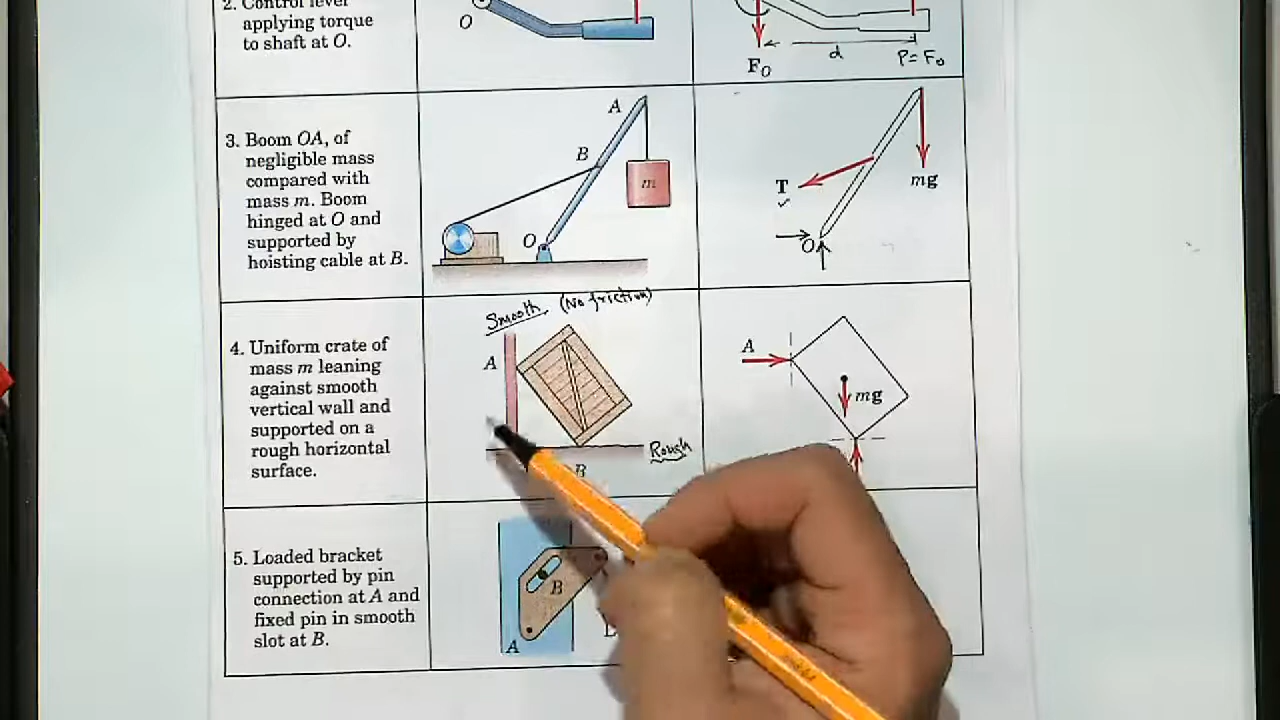 2. Control lever
applying torque
to shaft at O.
O
F₀
d
P = F₀
3. Boom OA, of
negligible mass
compared with
mass m. Boom
hinged at O and
supported by
hoisting cable at B.
A
B
m
O
T
mg
O
4. Uniform crate of
mass m leaning
against smooth
vertical wall and
supported on a
rough horizontal
surface.
Smooth (No friction)
A
Rough
B
A
mg
5. Loaded bracket
supported by pin
connection at A and
fixed pin in smooth
slot at B.
B
A